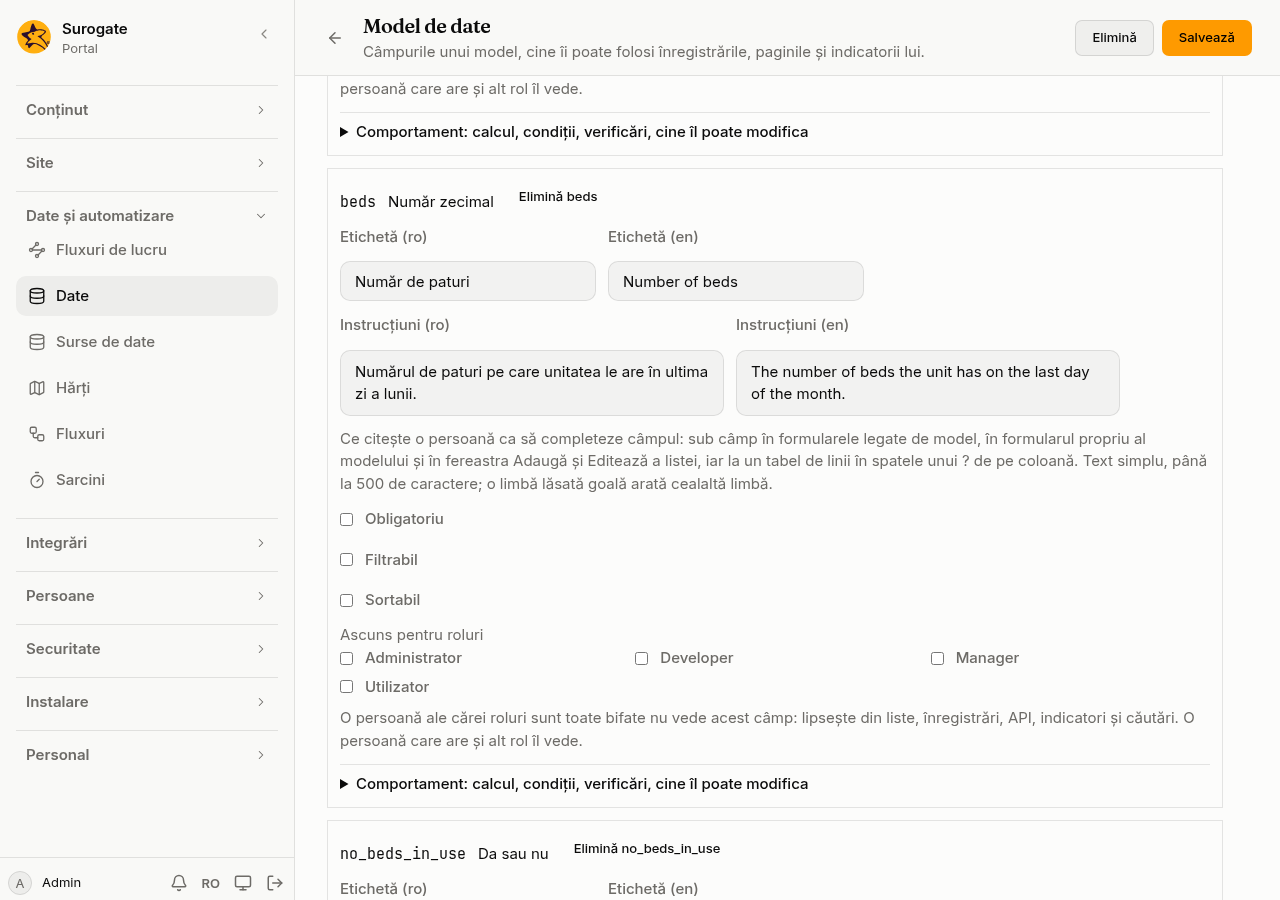 Surogate
Portal
Conținut
Site
Date și automatizare
Fluxuri de lucru
Date
Surse de date
Hărți
Fluxuri
Sarcini
Integrări
Persoane
Securitate
Instalare
Personal
A
Admin
RO
Model de date
Câmpurile unui model, cine îi poate folosi înregistrările, paginile și indicatorii lui.
Elimină
Salvează
persoană care are și alt rol îl vede.
Comportament: calcul, condiții, verificări, cine îl poate modifica
beds Număr zecimal Elimină beds
Etichetă (ro) Etichetă (en)
Număr de paturi Number of beds
Instrucțiuni (ro) Instrucțiuni (en)
Numărul de paturi pe care unitatea le are în ultima
zi a lunii.
The number of beds the unit has on the last day
of the month.
Ce citește o persoană ca să completeze câmpul: sub câmp în formularele legate de model, în formularul propriu al
modelului și în fereastra Adaugă și Editează a listei, iar la un tabel de linii în spatele unui ? de pe coloană. Text simplu, până
la 500 de caractere; o limbă lăsată goală arată cealaltă limbă.
Obligatoriu
Filtrabil
Sortabil
Ascuns pentru roluri
Administrator Developer Manager
Utilizator
O persoană ale cărei roluri sunt toate bifate nu vede acest câmp: lipsește din liste, înregistrări, API, indicatori și căutări. O
persoană care are și alt rol îl vede.
Comportament: calcul, condiții, verificări, cine îl poate modifica
no_beds_in_use Da sau nu Elimină no_beds_in_use
Etichetă (ro) Etichetă (en)